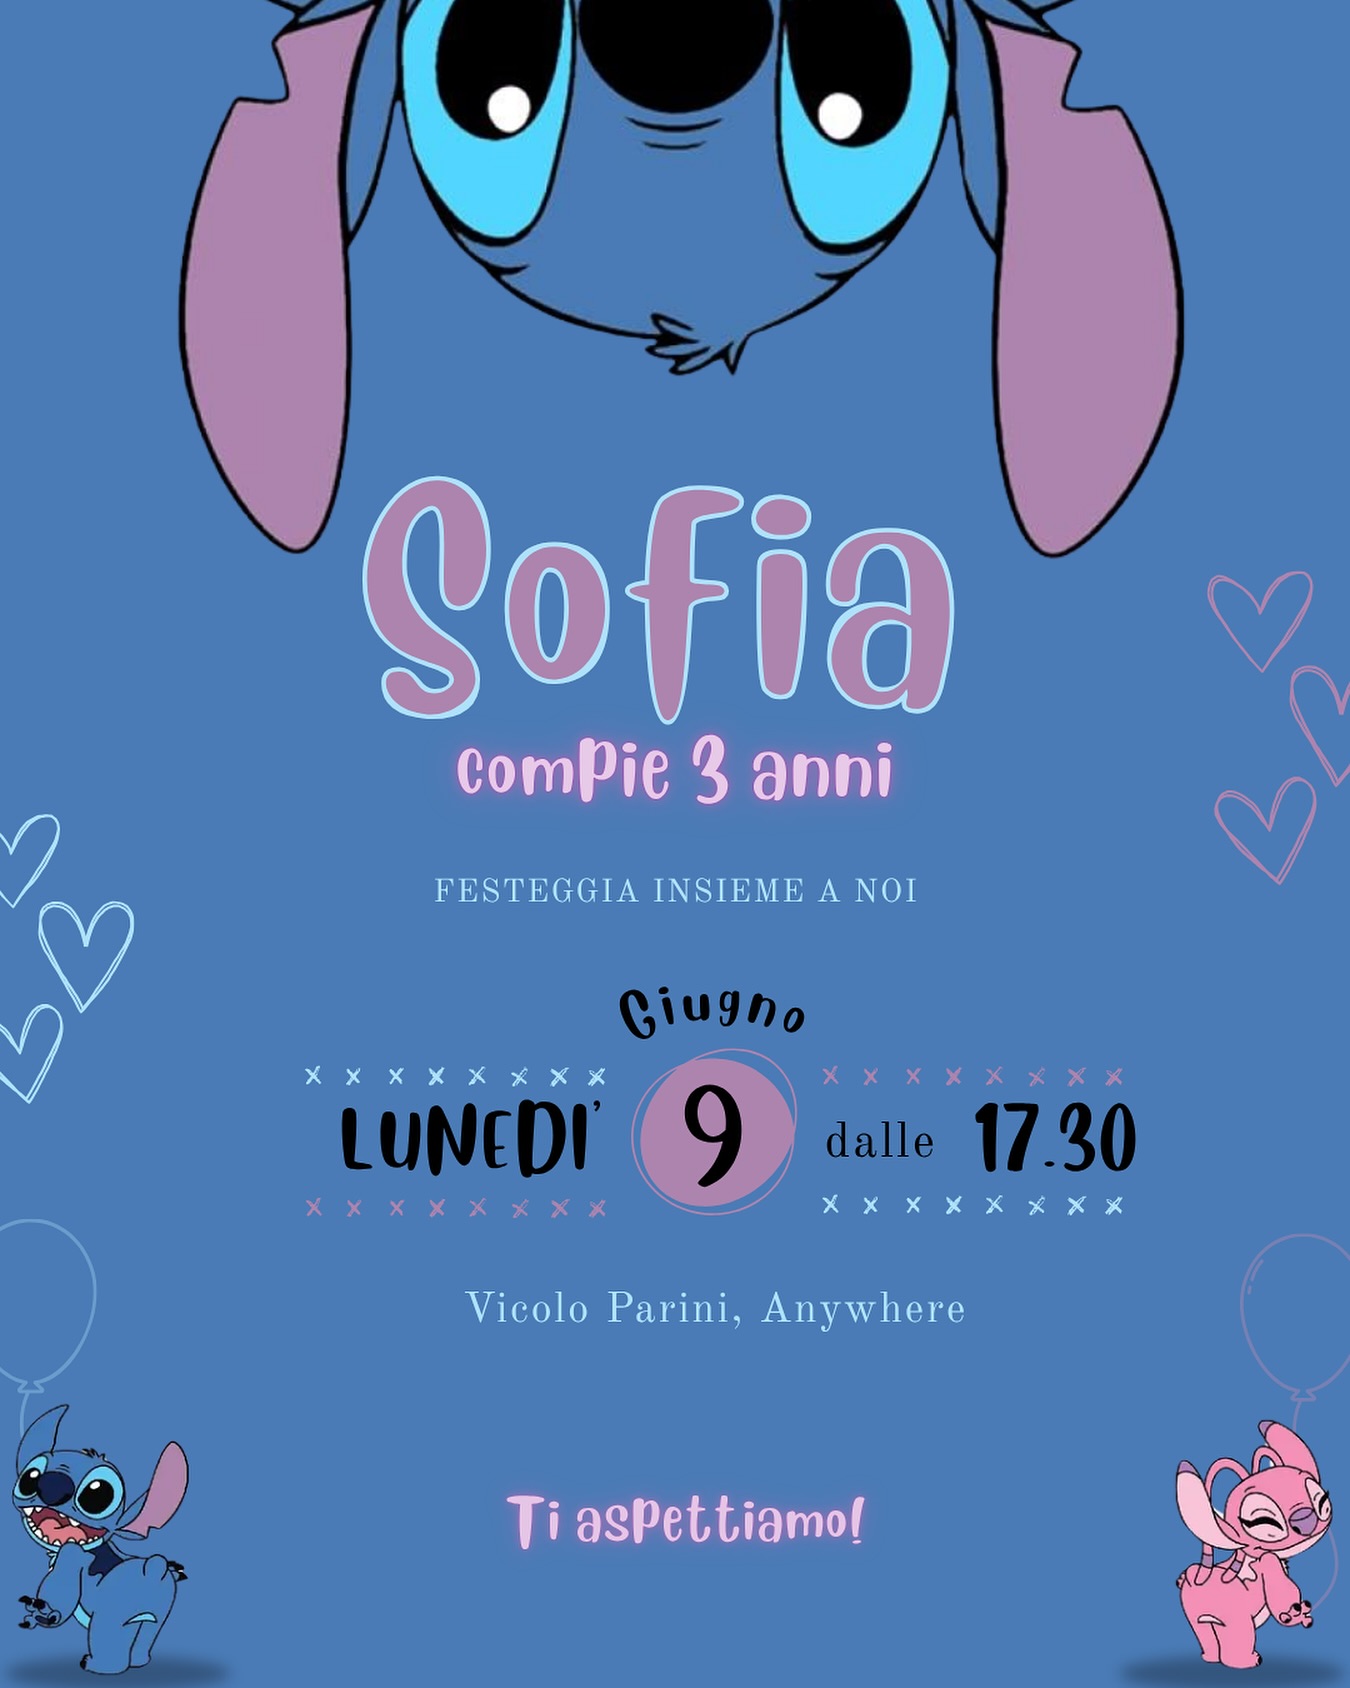 Sofia
compie 3 anni
FESTEGGIA INSIEME A NOI
Giugno
LUNEDI' 9 dalle 17.30
Vicolo Parini, Anywhere
Ti aspettiamo!